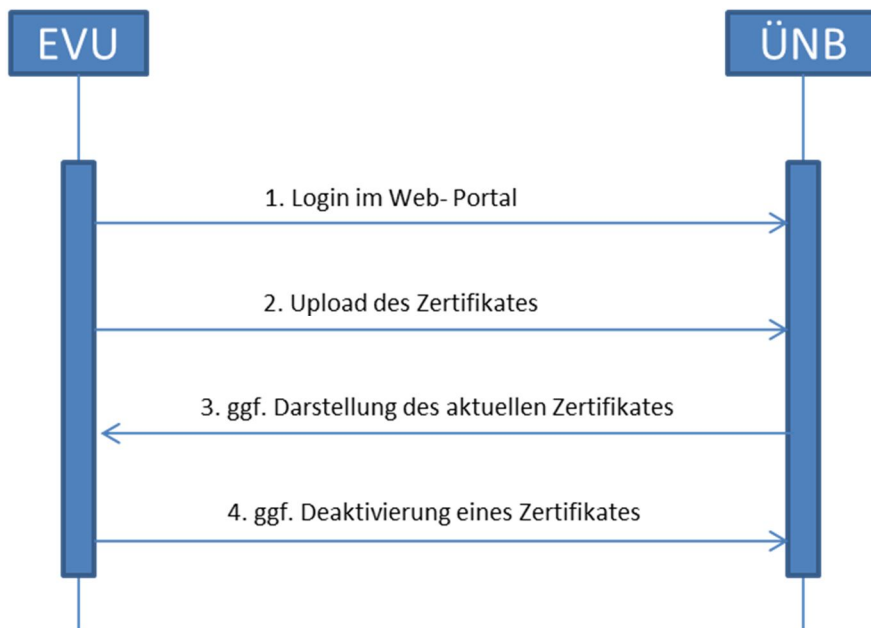 EVU
ÜNB
1. Login im Web- Portal
2. Upload des Zertifikates
3. ggf. Darstellung des aktuellen Zertifikates
4. ggf. Deaktivierung eines Zertifikates